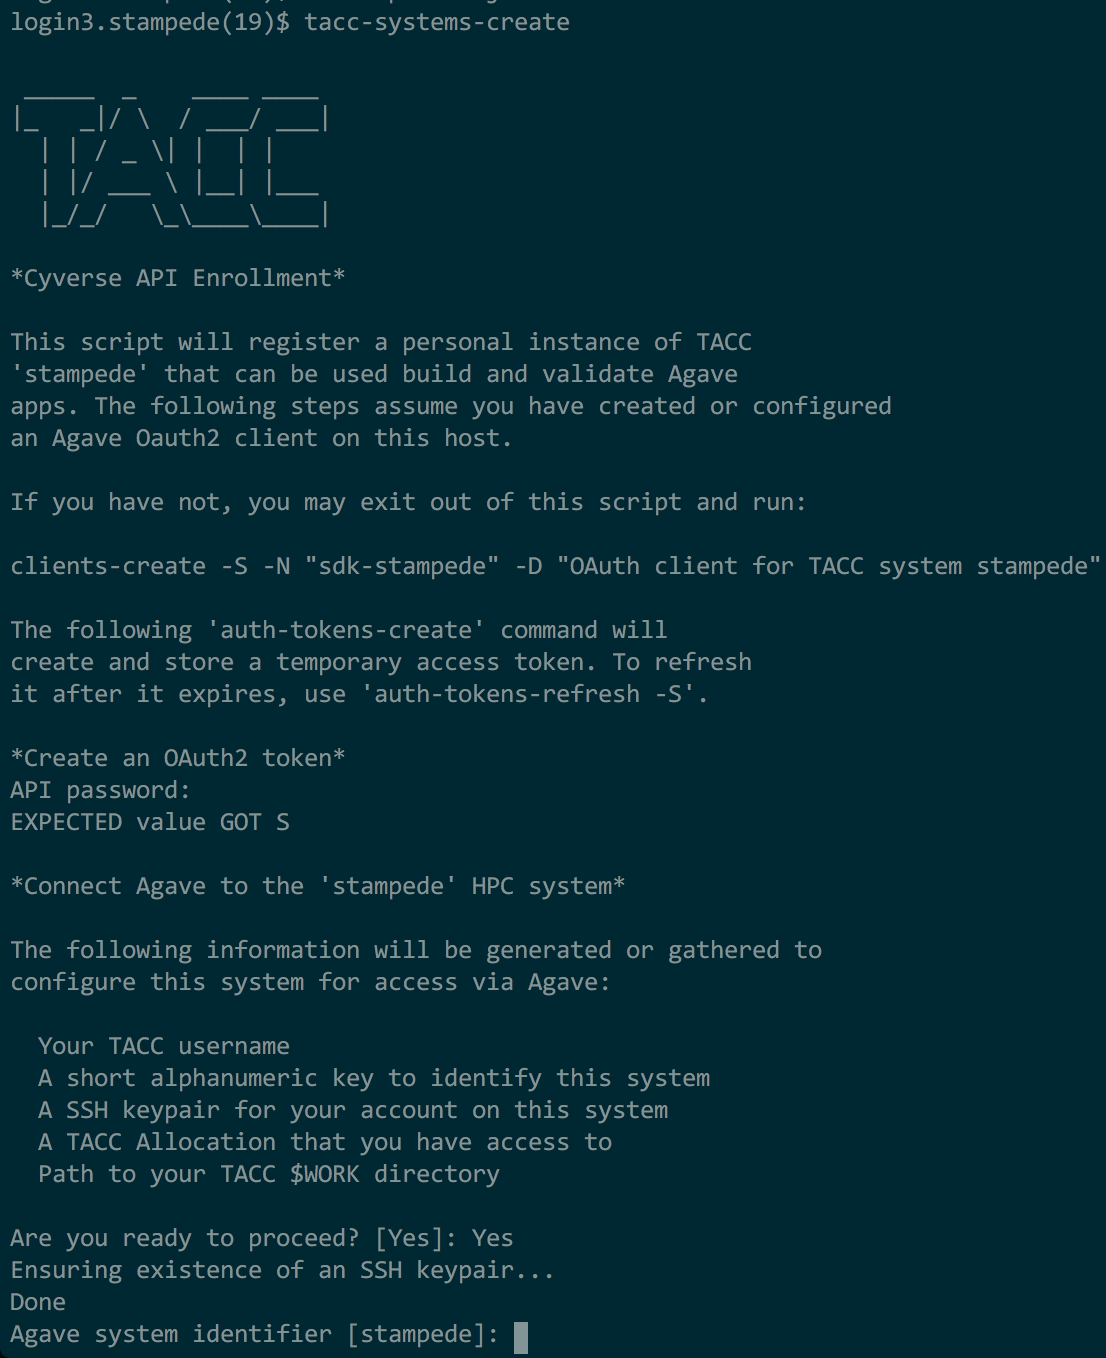 login3.stampede(19)$ tacc-systems-create
 _____  _    ____ ____
|_   _|/ \  / ___/ ___|
  | | / _ \| |  | |
  | |/ ___ \ |__| |___
  |_/_/   \_\____\____|
*Cyverse API Enrollment*
This script will register a personal instance of TACC
'stampede' that can be used build and validate Agave
apps. The following steps assume you have created or configured
an Agave Oauth2 client on this host.
If you have not, you may exit out of this script and run:
clients-create -S -N "sdk-stampede" -D "OAuth client for TACC system stampede"
The following 'auth-tokens-create' command will
create and store a temporary access token. To refresh
it after it expires, use 'auth-tokens-refresh -S'.
*Create an OAuth2 token*
API password:
EXPECTED value GOT S
*Connect Agave to the 'stampede' HPC system*
The following information will be generated or gathered to
configure this system for access via Agave:
  Your TACC username
  A short alphanumeric key to identify this system
  A SSH keypair for your account on this system
  A TACC Allocation that you have access to
  Path to your TACC $WORK directory
Are you ready to proceed? [Yes]: Yes
Ensuring existence of an SSH keypair...
Done
Agave system identifier [stampede]: